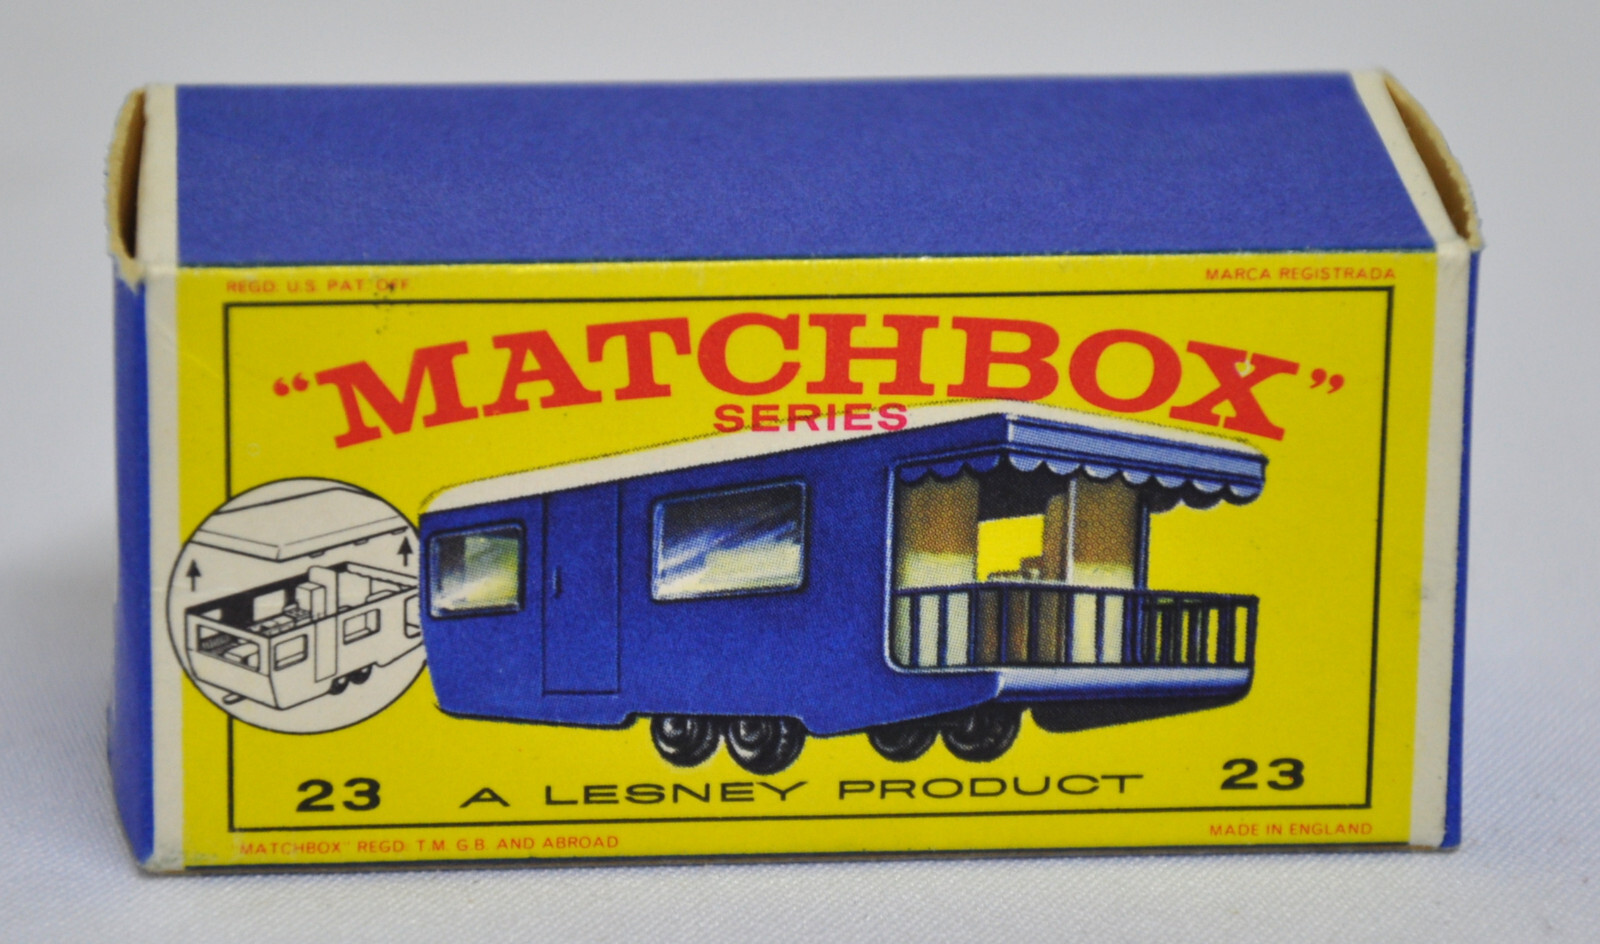 REGD. U.S. PAT OFF
MARCA REGISTRADA
"MATCHBOX"
SERIES
23 A LESNEY PRODUCT 23
MATCHBOX" REGD. T.M. G.B. AND ABROAD
MADE IN ENGLAND